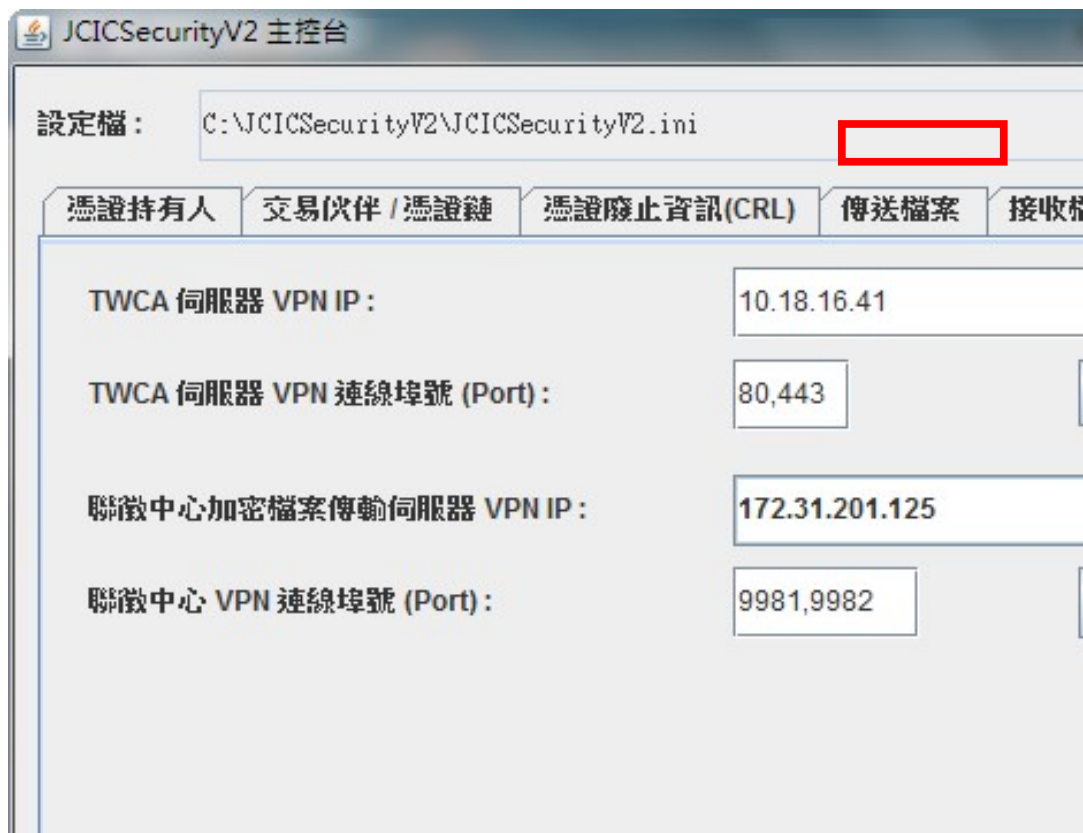 JCICSecurityV2 主控台
設定檔： C:\JCICSecurityV2\JCICSecurityV2.ini
憑證持有人 交易伙伴 / 憑證鏈 憑證廢止資訊(CRL) 傳送檔案 接收檔
TWCA 伺服器 VPN IP : 10.18.16.41
TWCA 伺服器 VPN 連線埠號 (Port) : 80,443
聯徵中心加密檔案傳輸伺服器 VPN IP : 172.31.201.125
聯徵中心 VPN 連線埠號 (Port) : 9981,9982